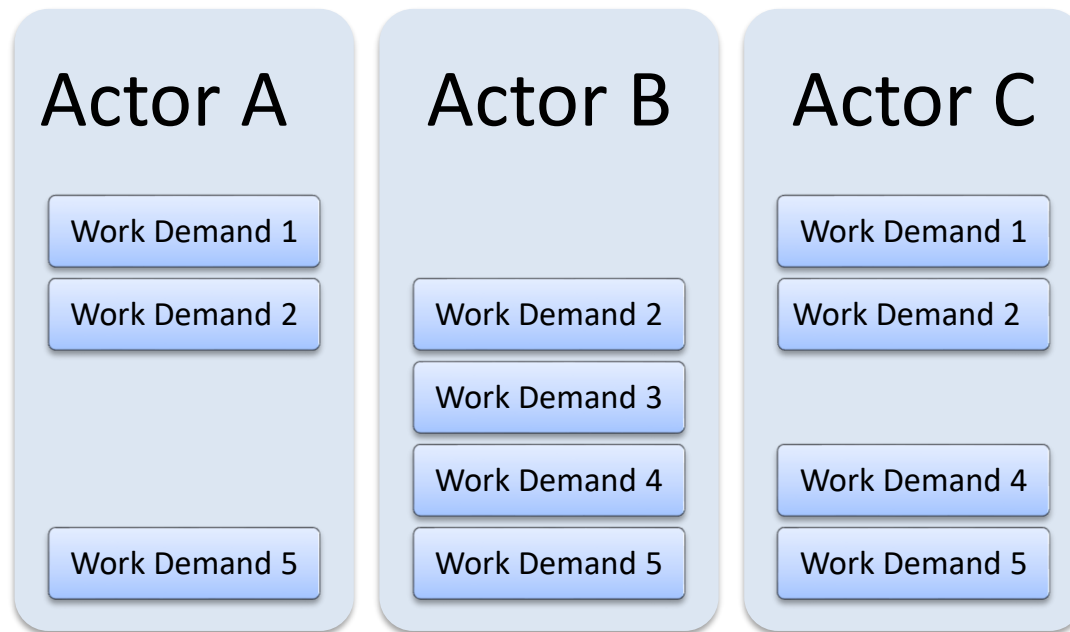 Actor A
Work Demand 1
Work Demand 2
Work Demand 5
Actor B
Work Demand 2
Work Demand 3
Work Demand 4
Work Demand 5
Actor C
Work Demand 1
Work Demand 2
Work Demand 4
Work Demand 5